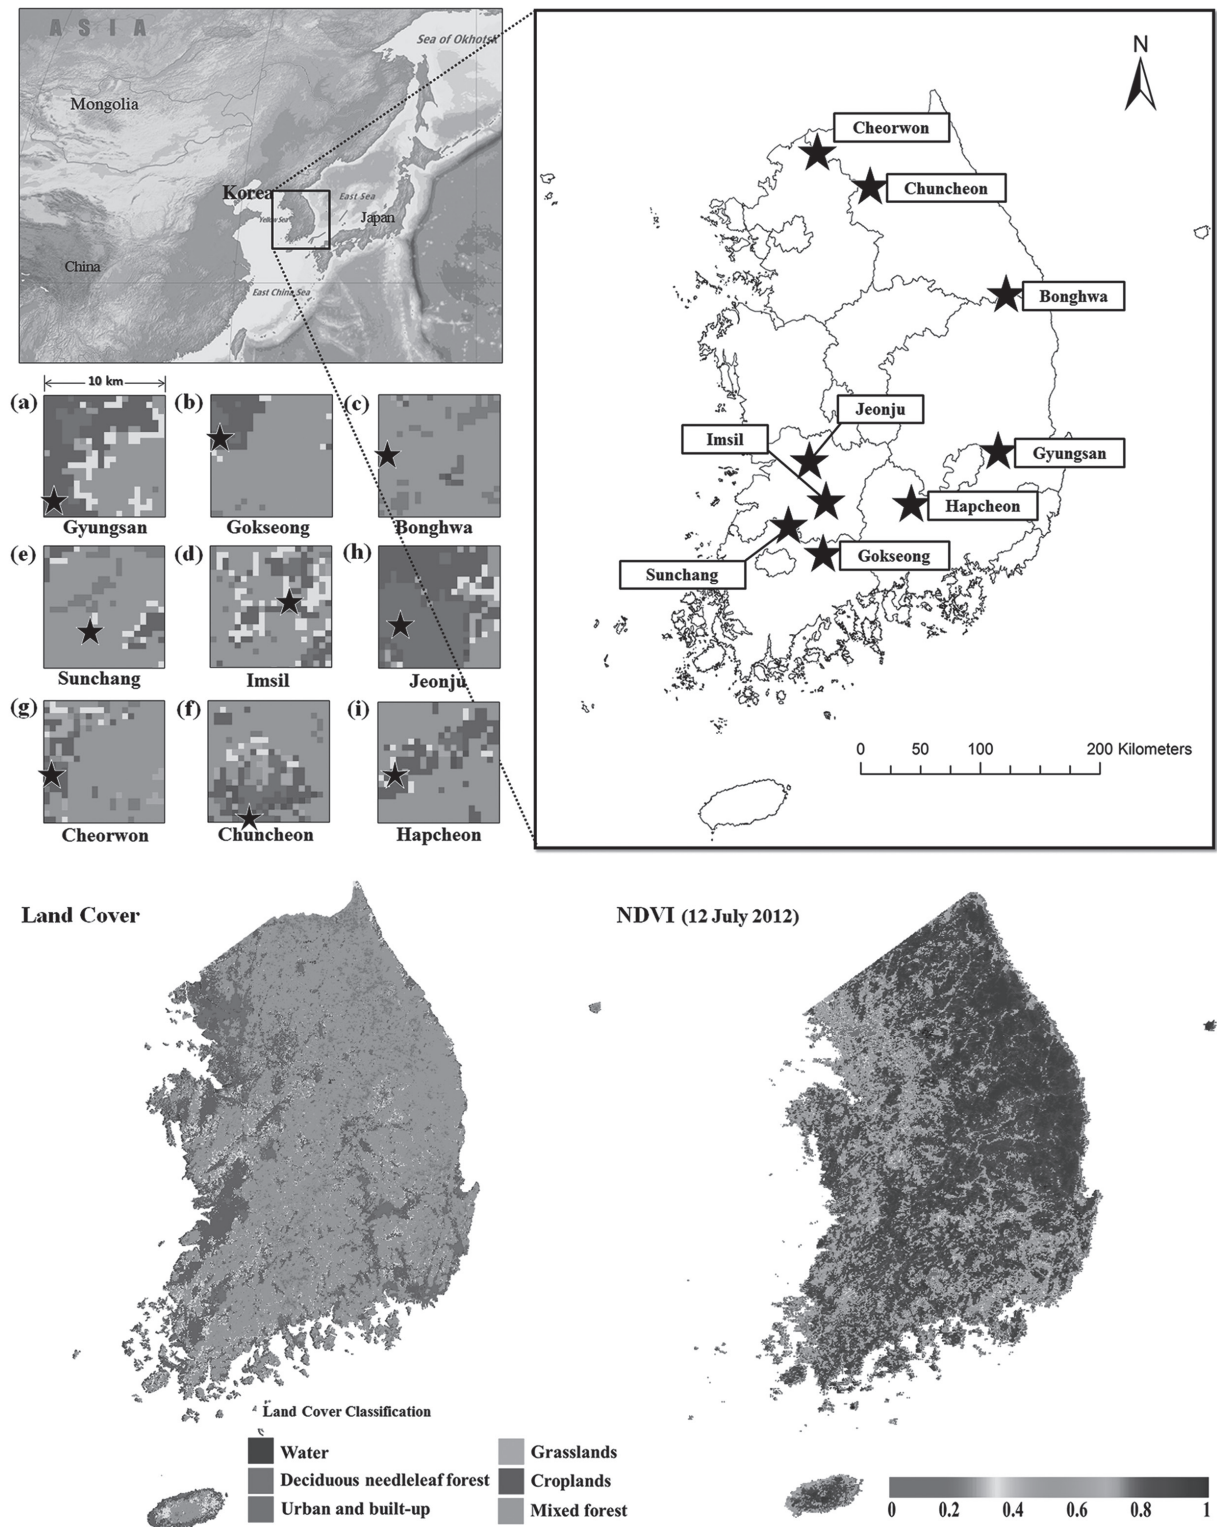 ASIA
Sea of Okhotsk
Mongolia
Korea
East Sea
Yellow Sea
Japan
China
East China Sea
N
Cheorwon
Chuncheon
Bonghwa
Jeonju
Imsil
Gyungsan
Hapcheon
Gokseong
Sunchang
0 50 100 200 Kilometers
10 km
(a) (b) (c)
Gyungsan Gokseong Bonghwa
(e) (d) (h)
Sunchang Imsil Jeonju
(g) (f) (i)
Cheorwon Chuncheon Hapcheon
Land Cover
NDVI (12 July 2012)
Land Cover Classification
Water
Deciduous needleleaf forest
Urban and built-up
Grasslands
Croplands
Mixed forest
0 0.2 0.4 0.6 0.8 1